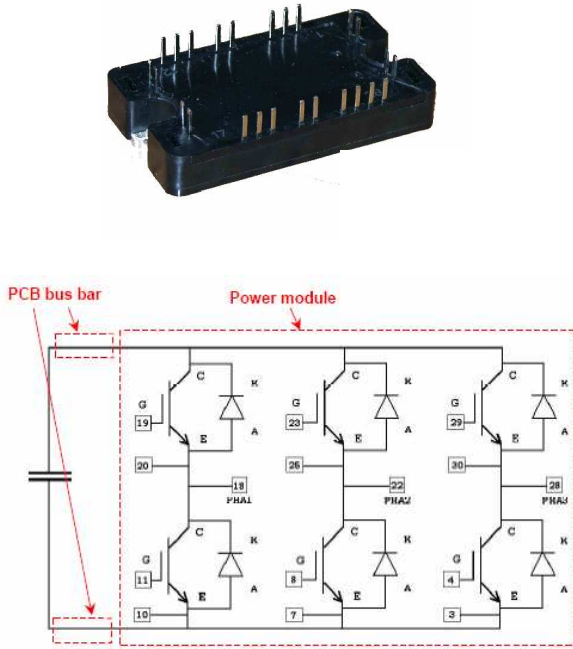 PCB bus bar
Power module
C K C K C K
G G G
19 23 29
E A E A E A
20 25 30
18 22 28
PHA1 PHA2 PHA3
C K C K C K
G G G
11 8 4
E A E A E A
10 7 3